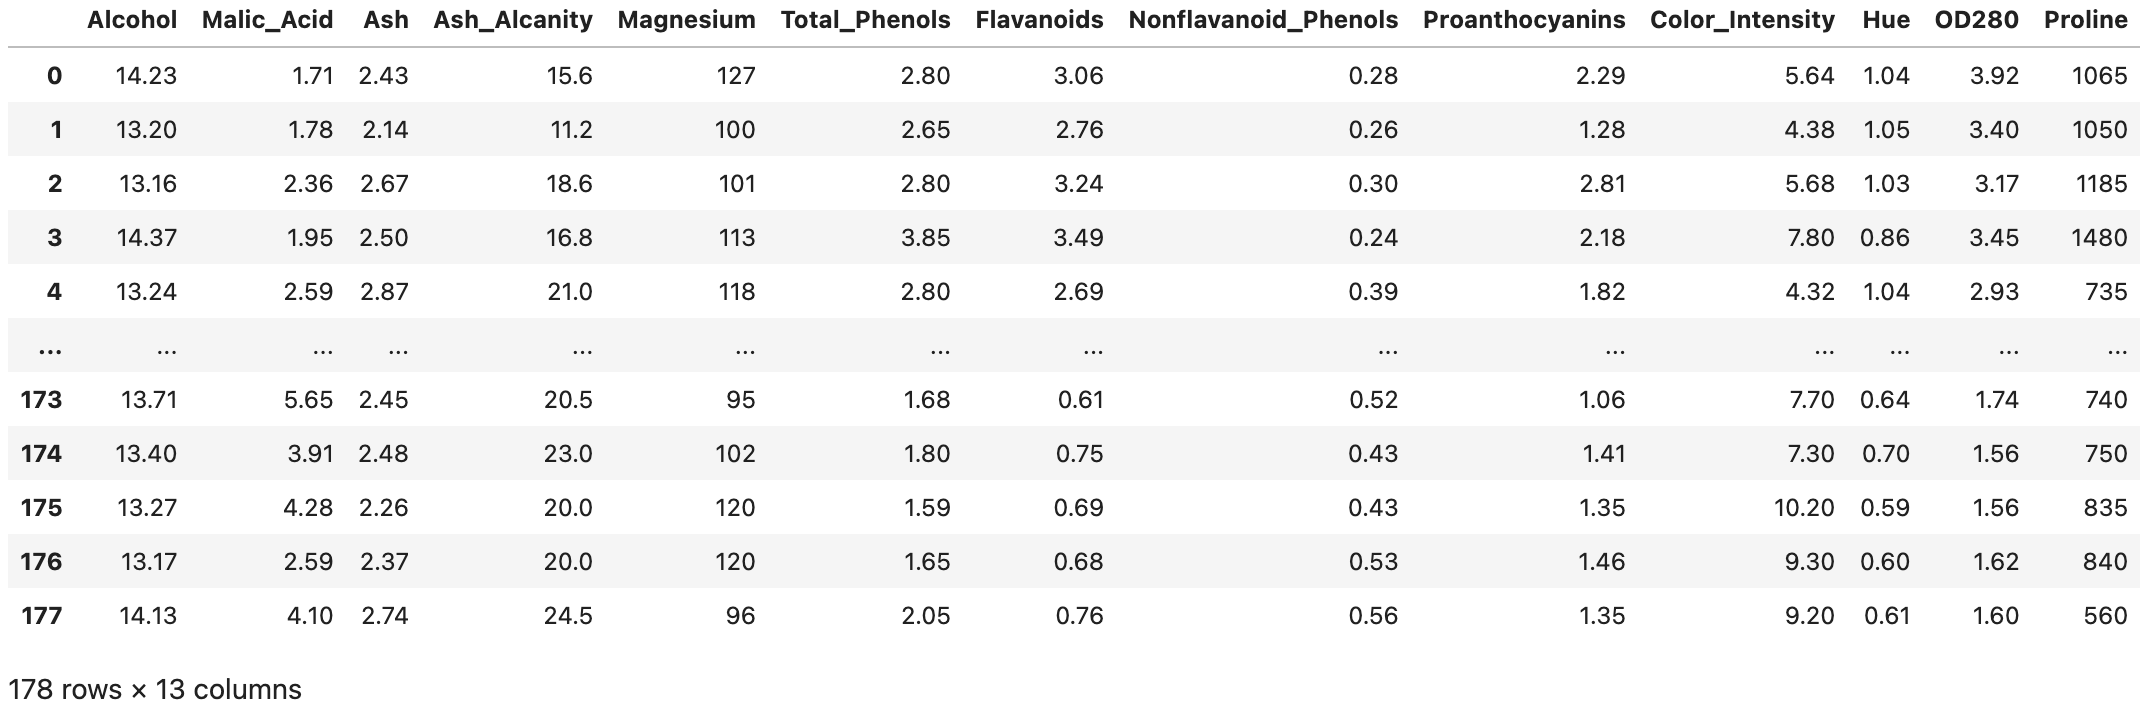 Alcohol Malic_Acid Ash Ash_Alcanity Magnesium Total_Phenols Flavanoids Nonflavanoid_Phenols Proanthocyanins Color_Intensity Hue OD280 Proline
0 14.23 1.71 2.43 15.6 127 2.80 3.06 0.28 2.29 5.64 1.04 3.92 1065
1 13.20 1.78 2.14 11.2 100 2.65 2.76 0.26 1.28 4.38 1.05 3.40 1050
2 13.16 2.36 2.67 18.6 101 2.80 3.24 0.30 2.81 5.68 1.03 3.17 1185
3 14.37 1.95 2.50 16.8 113 3.85 3.49 0.24 2.18 7.80 0.86 3.45 1480
4 13.24 2.59 2.87 21.0 118 2.80 2.69 0.39 1.82 4.32 1.04 2.93 735
... ... ... ... ... ... ... ... ... ... ... ... ... ...
173 13.71 5.65 2.45 20.5 95 1.68 0.61 0.52 1.06 7.70 0.64 1.74 740
174 13.40 3.91 2.48 23.0 102 1.80 0.75 0.43 1.41 7.30 0.70 1.56 750
175 13.27 4.28 2.26 20.0 120 1.59 0.69 0.43 1.35 10.20 0.59 1.56 835
176 13.17 2.59 2.37 20.0 120 1.65 0.68 0.53 1.46 9.30 0.60 1.62 840
177 14.13 4.10 2.74 24.5 96 2.05 0.76 0.56 1.35 9.20 0.61 1.60 560
178 rows × 13 columns